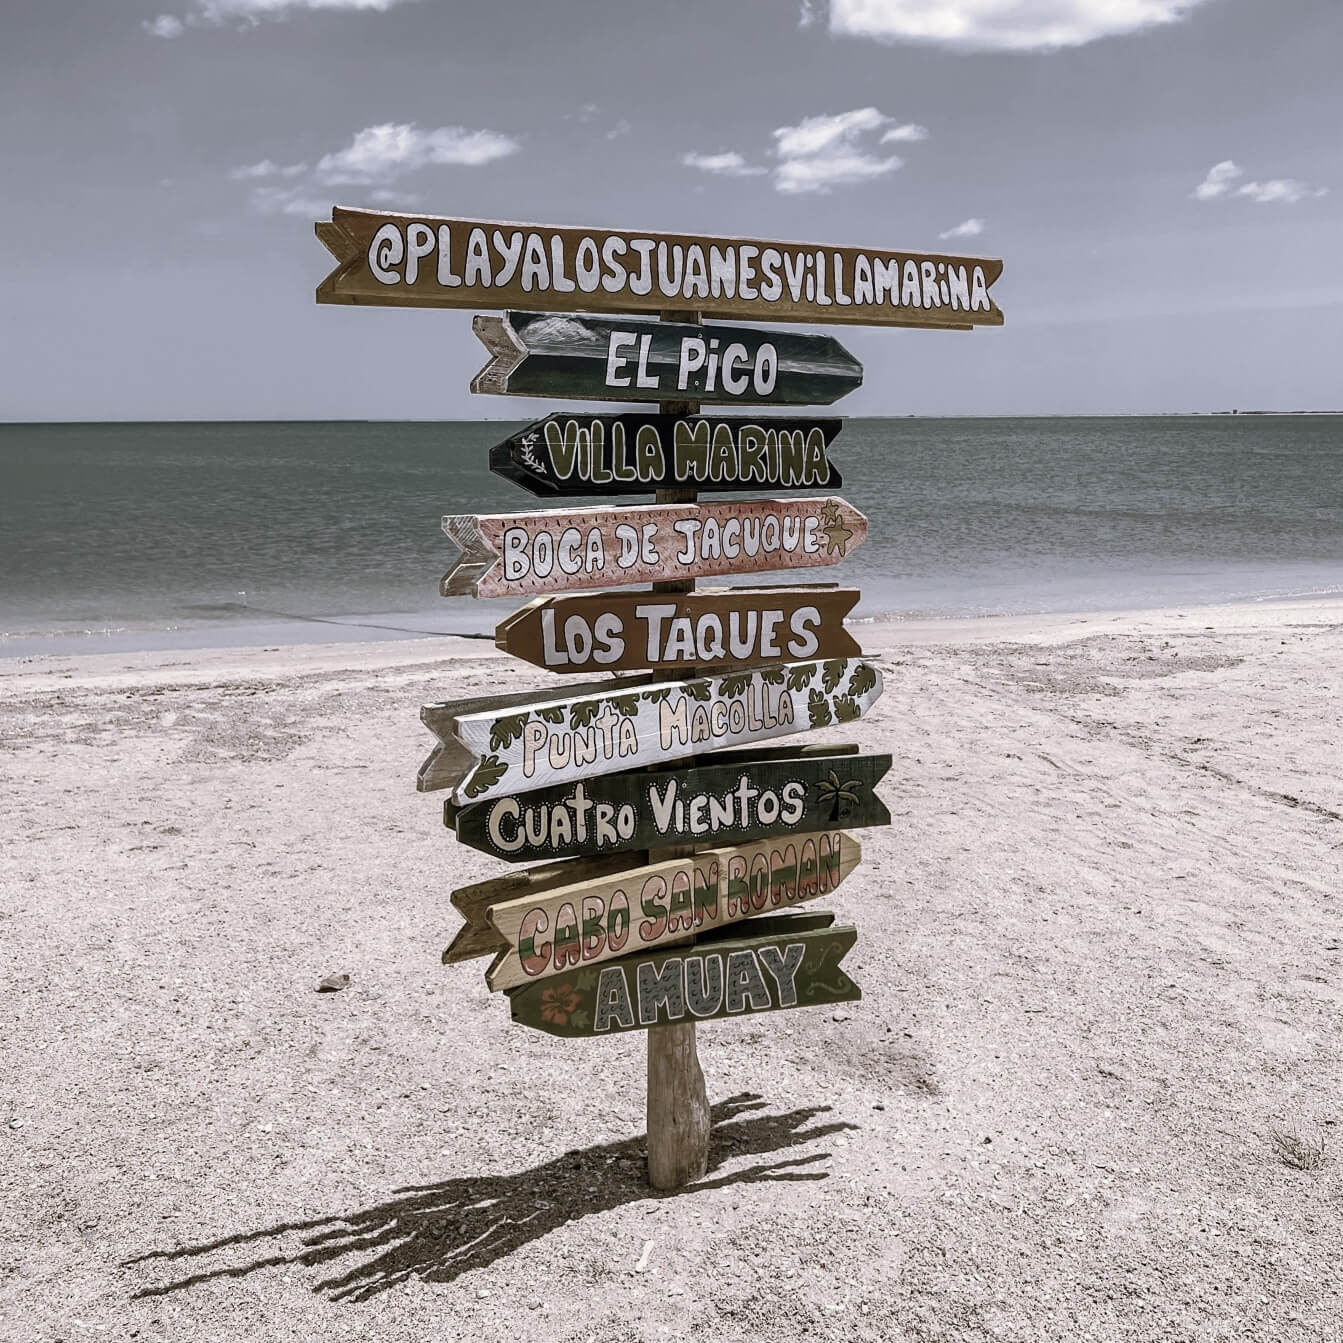 @PLAYALOSJUANESVILLAMARINA
EL PICO
VILLA MARINA
BOCA DE JACUQUE
LOS TAQUES
PUNTA MACOLLA
CUATRO VIENTOS
CABO SAN ROMAN
AMUAY